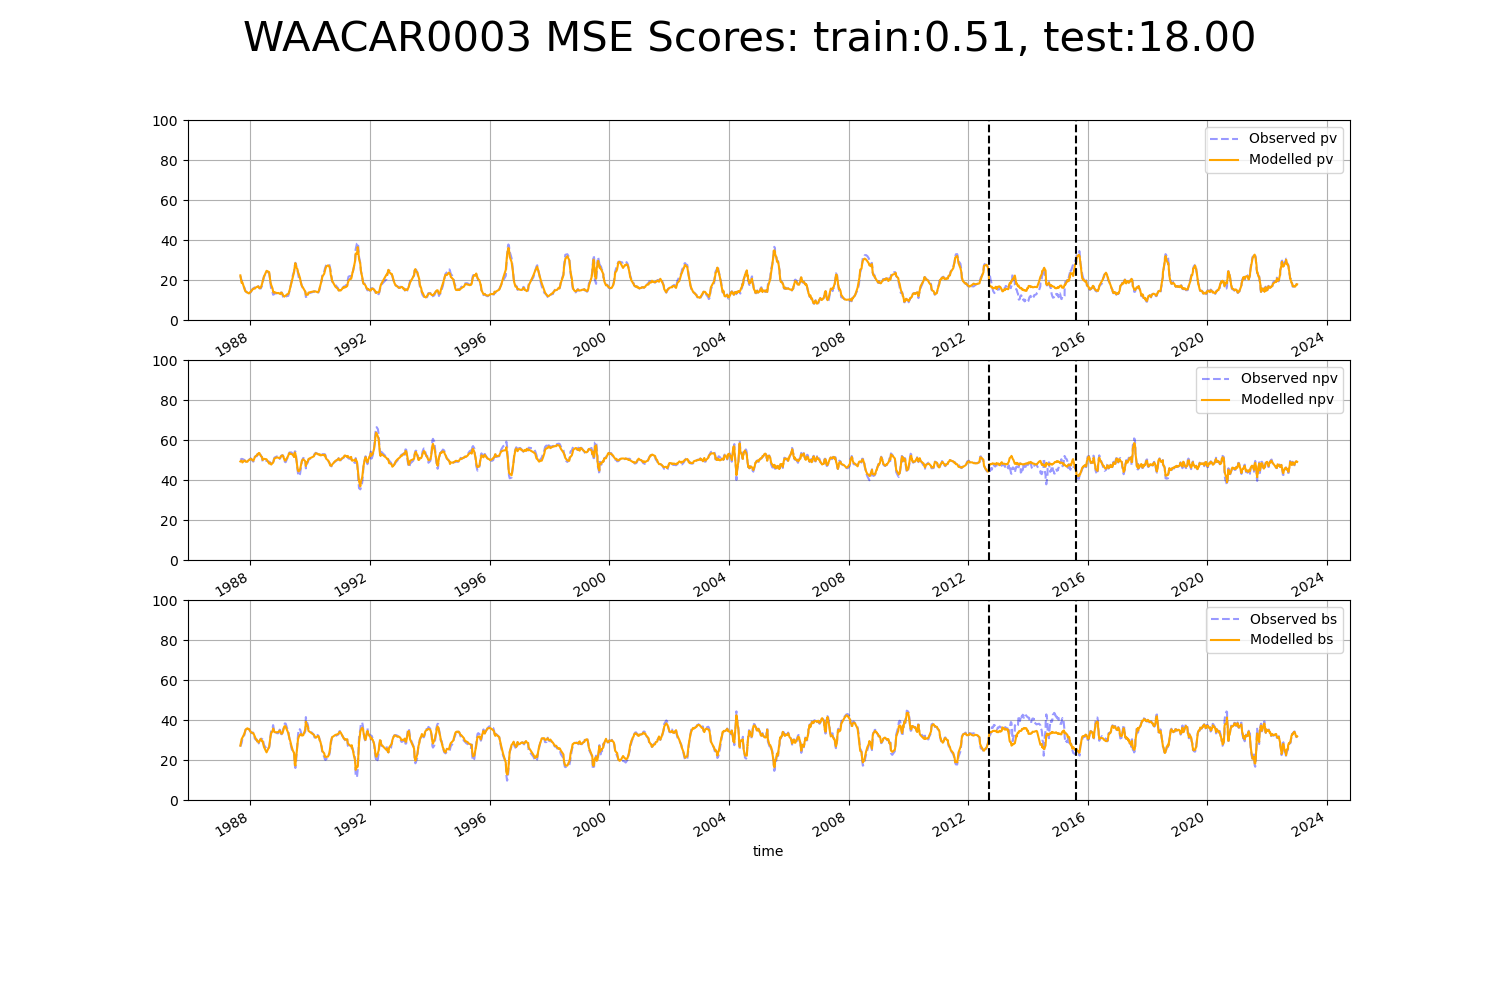 WAACAR0003 MSE Scores: train:0.51, test:18.00
100
80
60
40
20
0
Observed pv
Modelled pv
1988 1992 1996 2000 2004 2008 2012 2016 2020 2024
100
80
60
40
20
0
Observed npv
Modelled npv
1988 1992 1996 2000 2004 2008 2012 2016 2020 2024
100
80
60
40
20
0
Observed bs
Modelled bs
1988 1992 1996 2000 2004 2008 2012 2016 2020 2024
time